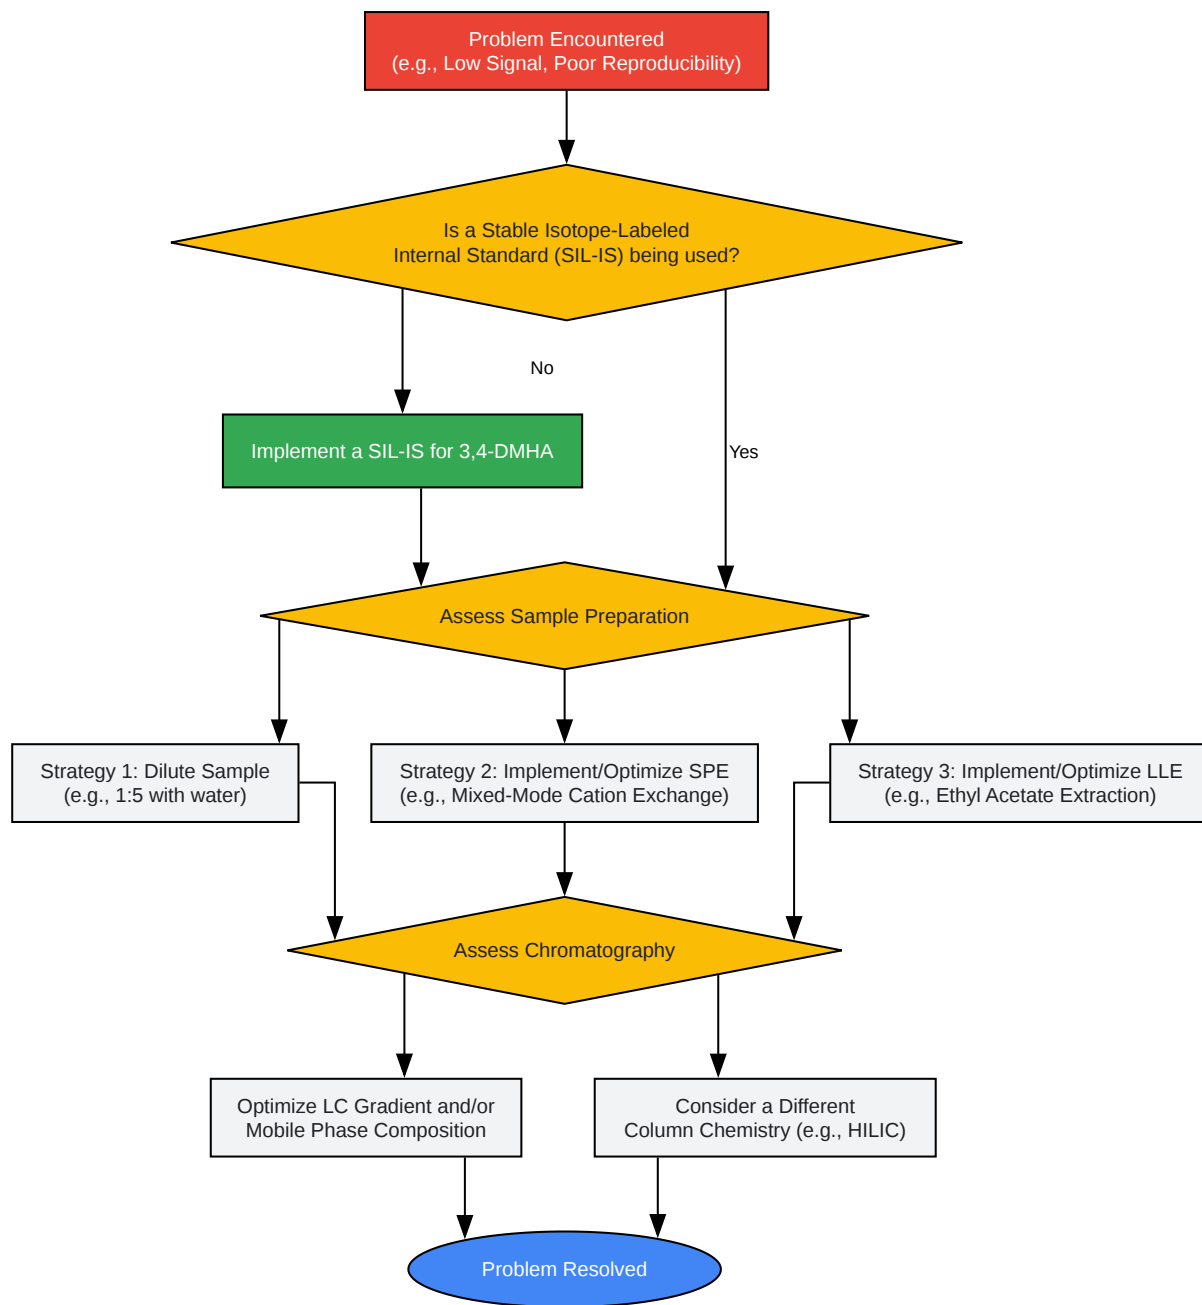 Problem Encountered
(e.g., Low Signal, Poor Reproducibility)
Is a Stable Isotope-Labeled
Internal Standard (SIL-IS) being used?
No
Implement a SIL-IS for 3,4-DMHA
Yes
Assess Sample Preparation
Strategy 1: Dilute Sample
(e.g., 1:5 with water)
Strategy 2: Implement/Optimize SPE
(e.g., Mixed-Mode Cation Exchange)
Strategy 3: Implement/Optimize LLE
(e.g., Ethyl Acetate Extraction)
Assess Chromatography
Optimize LC Gradient and/or
Mobile Phase Composition
Consider a Different
Column Chemistry (e.g., HILIC)
Problem Resolved